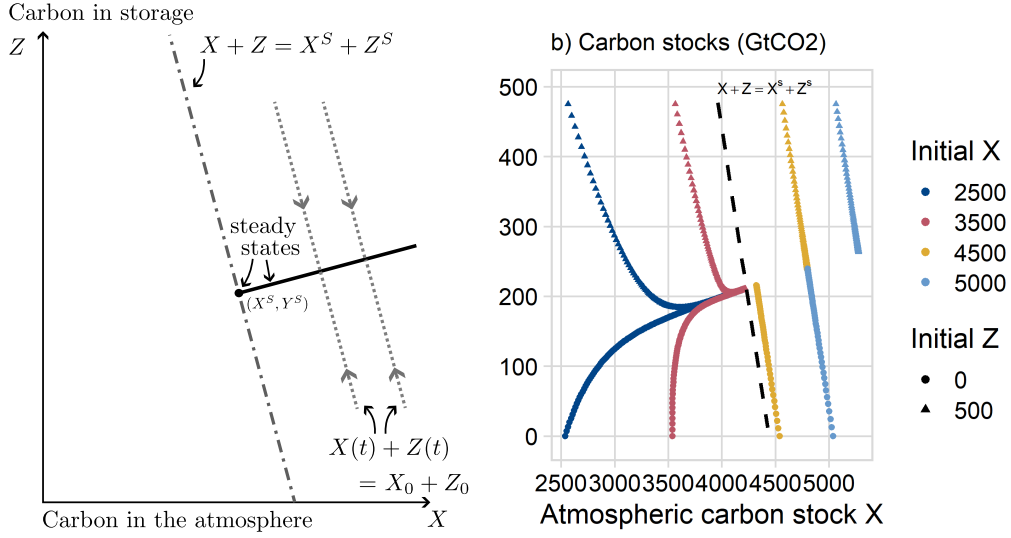 Carbon in storage
Z
X + Z = X^S + Z^S
steady
states
(X^S, Y^S)
X(t) + Z(t)
= X_0 + Z_0
Carbon in the atmosphere
X
b) Carbon stocks (GtCO2)
X + Z = X^s + Z^s
500
400
300
200
100
0
2500 3000 3500 4000 4500 5000
Atmospheric carbon stock X
Initial X
2500
3500
4500
5000
Initial Z
0
500